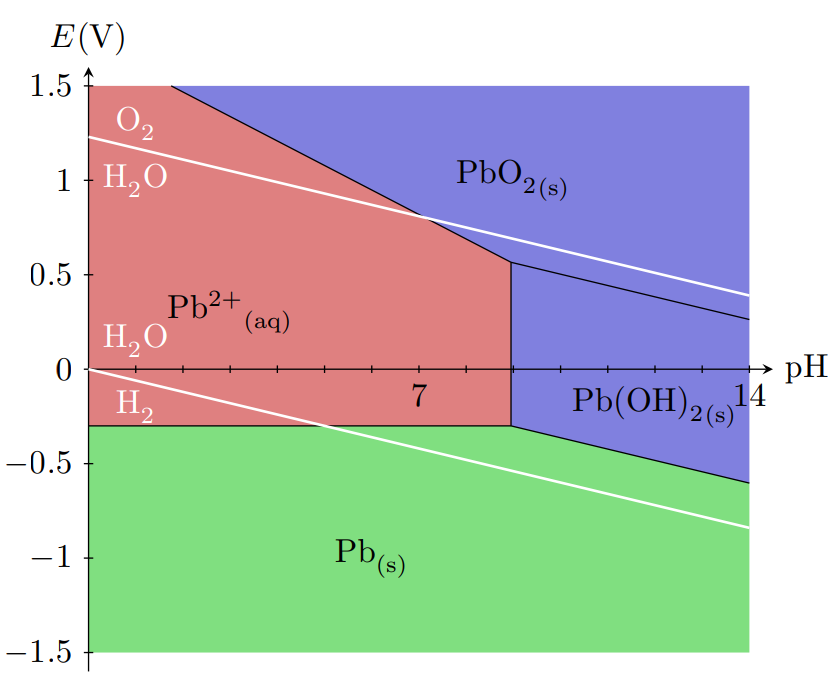 E(V)
1.5
O₂
H₂O
1
PbO₂₍s₎
0.5
Pb²⁺₍aq₎
H₂O
0
pH
7
14
H₂
Pb(OH)₂₍s₎
−0.5
Pb₍s₎
−1
−1.5